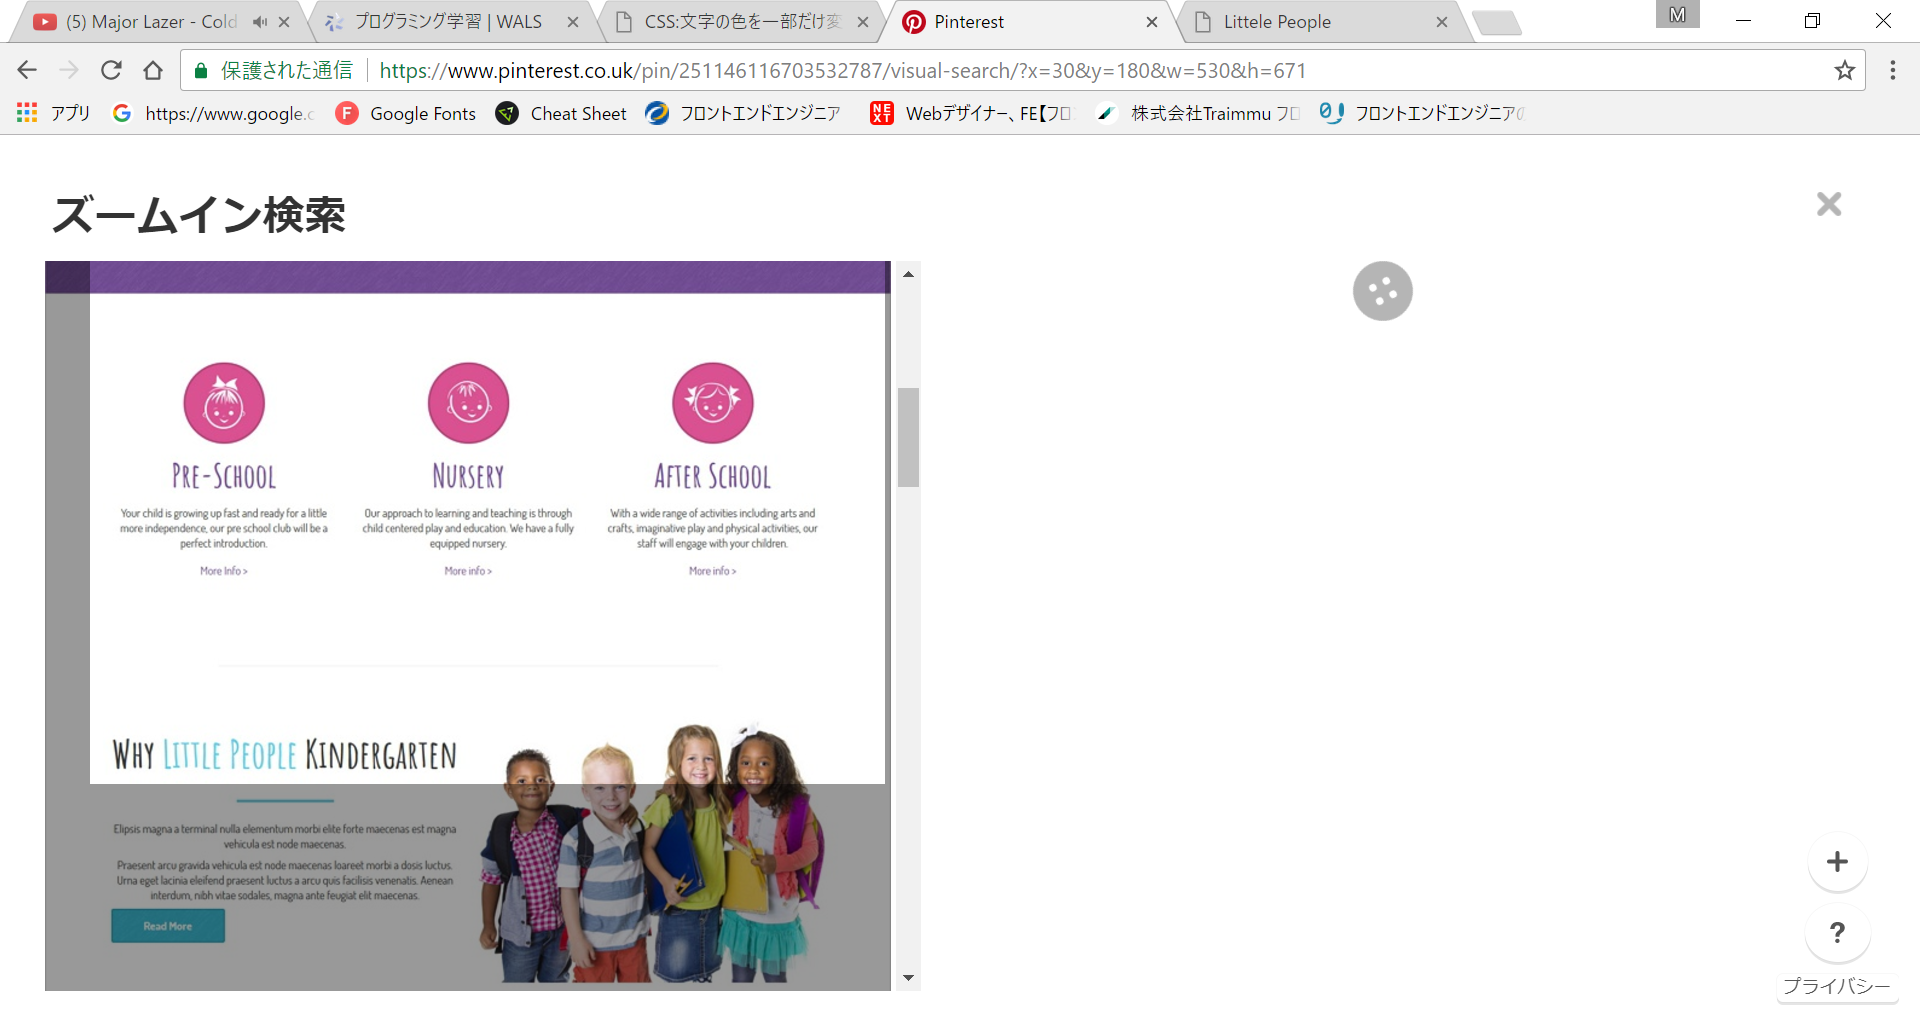 (5) Major Lazer - Cold
プログラミング学習 | WALS
CSS:文字の色を一部だけ変
Pinterest
Littele People
M
保護された通信
https://www.pinterest.co.uk/pin/251146116703532787/visual-search/?x=30&y=180&w=530&h=671
アプリ
https://www.google.c
Google Fonts
Cheat Sheet
フロントエンドエンジニア
NEXT
Webデザイナー、FE【フロ
株式会社Traimmu フロ
フロントエンドエンジニアの
ズームイン検索
PRE-SCHOOL
Your child is growing up fast and ready for a little
more independence, our pre school club will be a
perfect introduction.
More Info >
NURSERY
Our approach to learning and teaching is through
child centered play and education. We have a fully
equipped nursery.
More info >
AFTER SCHOOL
With a wide range of activities including arts and
crafts, imaginative play and physical activities, our
staff will engage with your children.
More info >
WHY LITTLE PEOPLE KINDERGARTEN
Elipsis magna a terminal nulla elementum morbi elite forte maecenas est magna
vehicula est node maecenas.
Praesent arcu gravida vehicula est node maecenas loareet morbi a dosis luctus.
Urna eget lacinia eleifend praesent luctus a arcu quis facilisis venenatis. Aenean
interdum, nibh vitae sodales, magna ante feugiat elit maecenas.
Read More
+
?
プライバシー